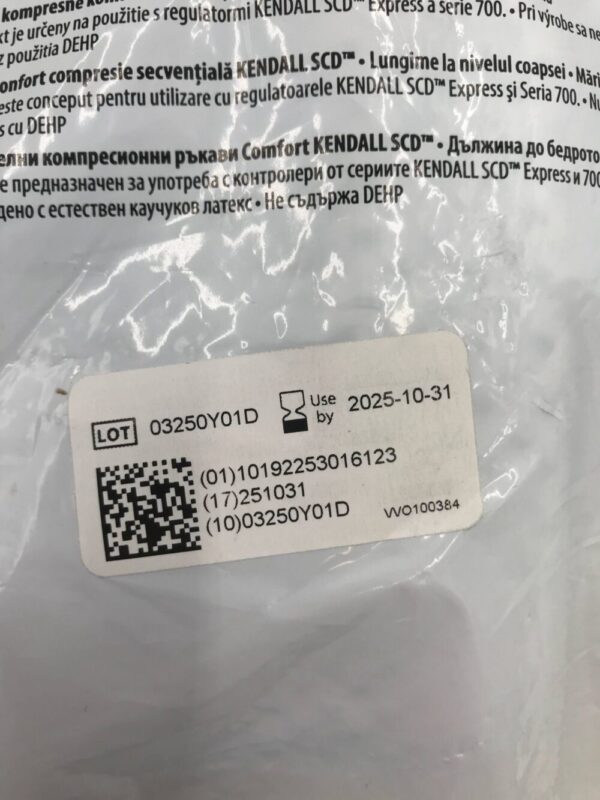 kompresné
kt je určeny na použitie s regulatormi KENDALL SCD™ Express a série 700. • Pri výrobe sa ne
z použitia DEHP
onfort compresie secvențială KENDALL SCD™ • Lungime la nivelul coapsei • Mări
este conceput pentru utilizare cu regulatoarele KENDALL SCD™ Express și Seria 700. • Nu
s cu DEHP
елни компресионни ръкави Comfort KENDALL SCD™ • Дължина до бедрото
е предназначен за употреба с контролери от сериите KENDALL SCD™ Express и 700
дено с естествен каучуков латекс • Не съдържа DEHP
LOT 03250Y01D Use by 2025-10-31
(01)10192253016123
(17)251031
(10)03250Y01D WO100384